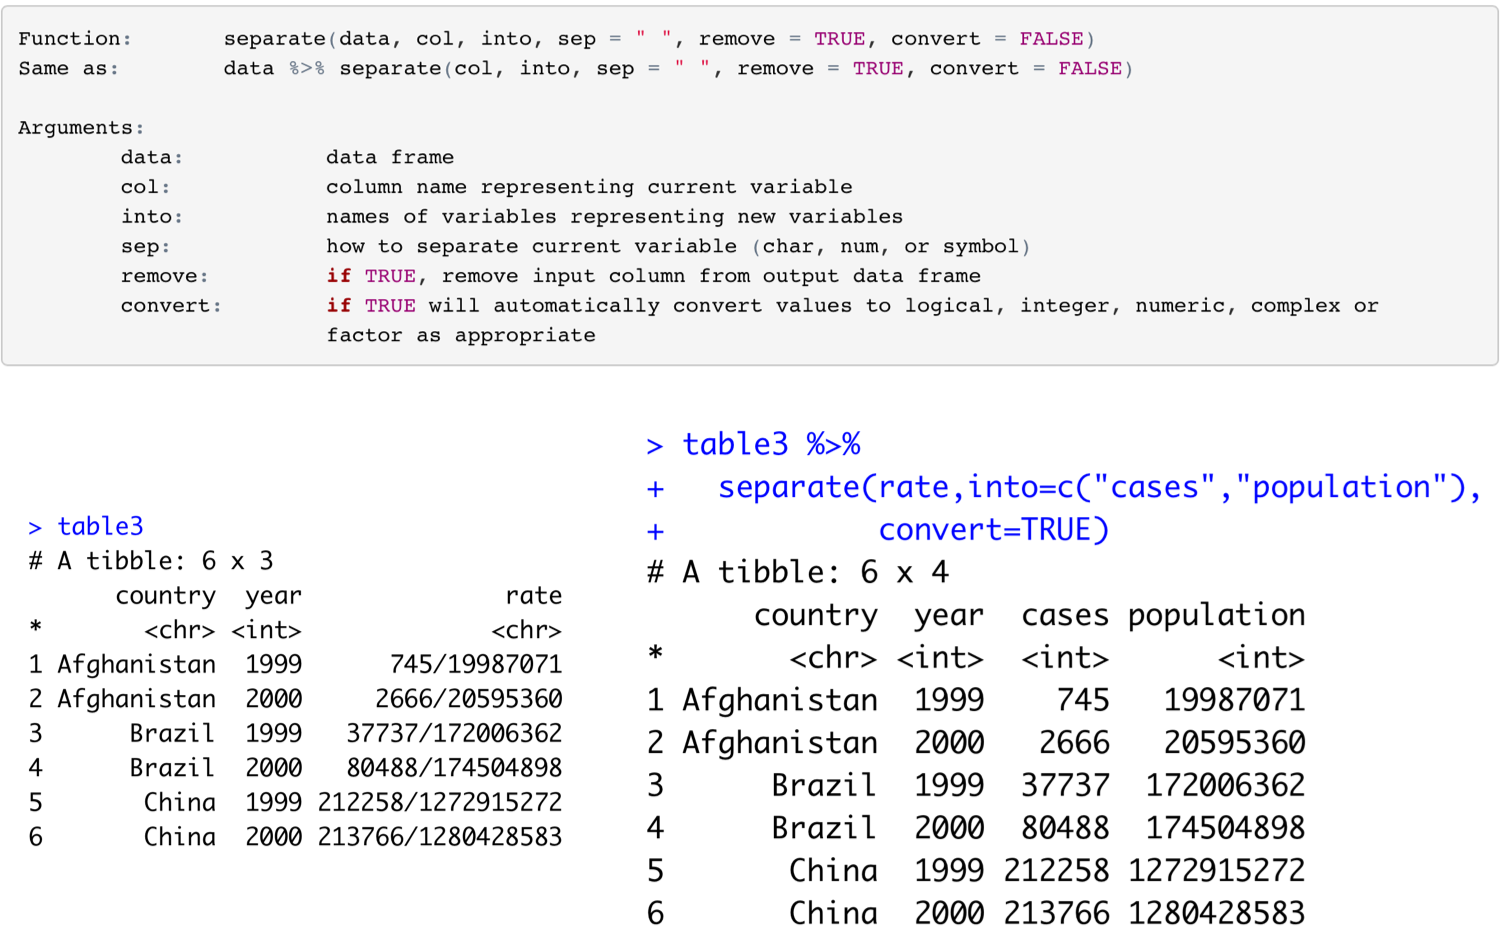 Function: separate(data, col, into, sep = " ", remove = TRUE, convert = FALSE)
Same as: data %>% separate(col, into, sep = " ", remove = TRUE, convert = FALSE)
Arguments:
data: data frame
col: column name representing current variable
into: names of variables representing new variables
sep: how to separate current variable (char, num, or symbol)
remove: if TRUE, remove input column from output data frame
convert: if TRUE will automatically convert values to logical, integer, numeric, complex or
factor as appropriate
> table3
# A tibble: 6 x 3
country year rate
* <chr> <int> <chr>
1 Afghanistan 1999 745/19987071
2 Afghanistan 2000 2666/20595360
3 Brazil 1999 37737/172006362
4 Brazil 2000 80488/174504898
5 China 1999 212258/1272915272
6 China 2000 213766/1280428583
> table3 %>%
+ separate(rate,into=c("cases","population"),
+ convert=TRUE)
# A tibble: 6 x 4
country year cases population
* <chr> <int> <int> <int>
1 Afghanistan 1999 745 19987071
2 Afghanistan 2000 2666 20595360
3 Brazil 1999 37737 172006362
4 Brazil 2000 80488 174504898
5 China 1999 212258 1272915272
6 China 2000 213766 1280428583